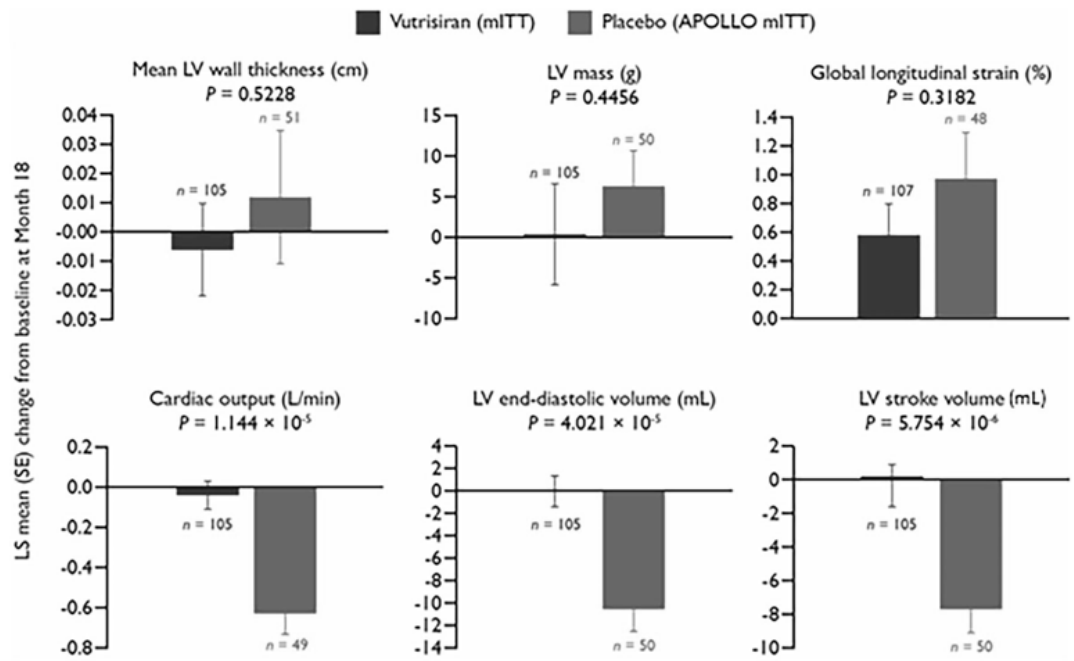 Vutrisiran (mITT) Placebo (APOLLO mITT)
LS mean (SE) change from baseline at Month 18
Mean LV wall thickness (cm)
P = 0.5228
n = 51
n = 105
0.04
0.03
0.02
0.01
-0.00
-0.01
-0.02
-0.03
LV mass (g)
P = 0.4456
n = 50
n = 105
15
10
5
0
-5
-10
Global longitudinal strain (%)
P = 0.3182
n = 48
n = 107
1.4
1.2
1.0
0.8
0.6
0.4
0.2
0.0
Cardiac output (L/min)
P = 1.144 × 10-5
0.2
0.0
-0.2
-0.4
-0.6
-0.8
n = 105
n = 49
LV end-diastolic volume (mL)
P = 4.021 × 10-5
4
2
0
-2
-4
-6
-8
-10
-12
-14
n = 105
n = 50
LV stroke volume (mL)
P = 5.754 × 10-6
2
0
-2
-4
-6
-8
-10
n = 105
n = 50